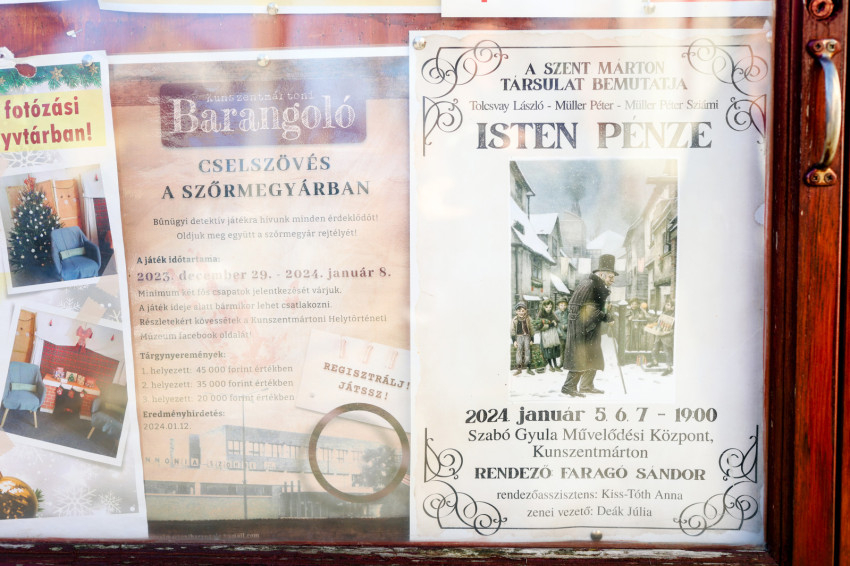 fotózási
yvtárban!
Kunszentmártoni
Barangoló
CSELSZÖVÉS
A SZŐRMEGYÁRBAN
Bűnügyi detektív játékra hívunk minden érdeklődőt!
Oldjuk meg együtt a szőrmegyár rejtélyét!
A játék időtartama:
2023. december 29. - 2024. január 8.
Minimum két fős csapatok jelentkezését várjuk.
A játék ideje alatt bármikor lehet csatlakozni.
Részletekért kövessétek a Kunszentmártoni Helytörténeti
Múzeum facebook oldalát!
Tárgynyeremények:
1. helyezett: 45 000 forint értékben
2. helyezett: 35 000 forint értékben
3. helyezett: 20 000 forint értékben
Eredményhirdetés:
2024.01.12.
REGISZTRÁLJ!
JÁTSSZ!
A SZENT MÁRTON
TÁRSULAT BEMUTATJA
Tolcsvay László - Müller Péter - Müller Péter Sziámi
ISTEN PÉNZE
2024 január 5, 6, 7 - 1900
Szabó Gyula Művelődési Központ,
Kunszentmárton
RENDEZŐ FARAGÓ SÁNDOR
rendezőasszisztens: Kiss-Tóth Anna
zenei vezető: Deák Júlia